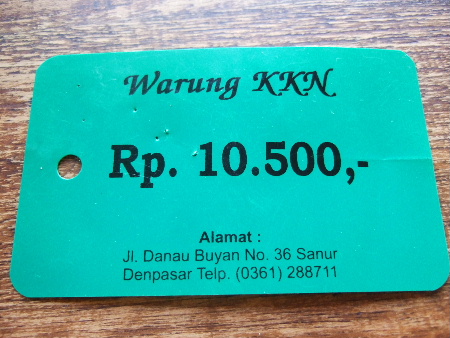 Warung KKN
Rp. 10.500,-
Alamat :
Jl. Danau Buyan No. 36 Sanur
Denpasar Telp. (0361) 288711